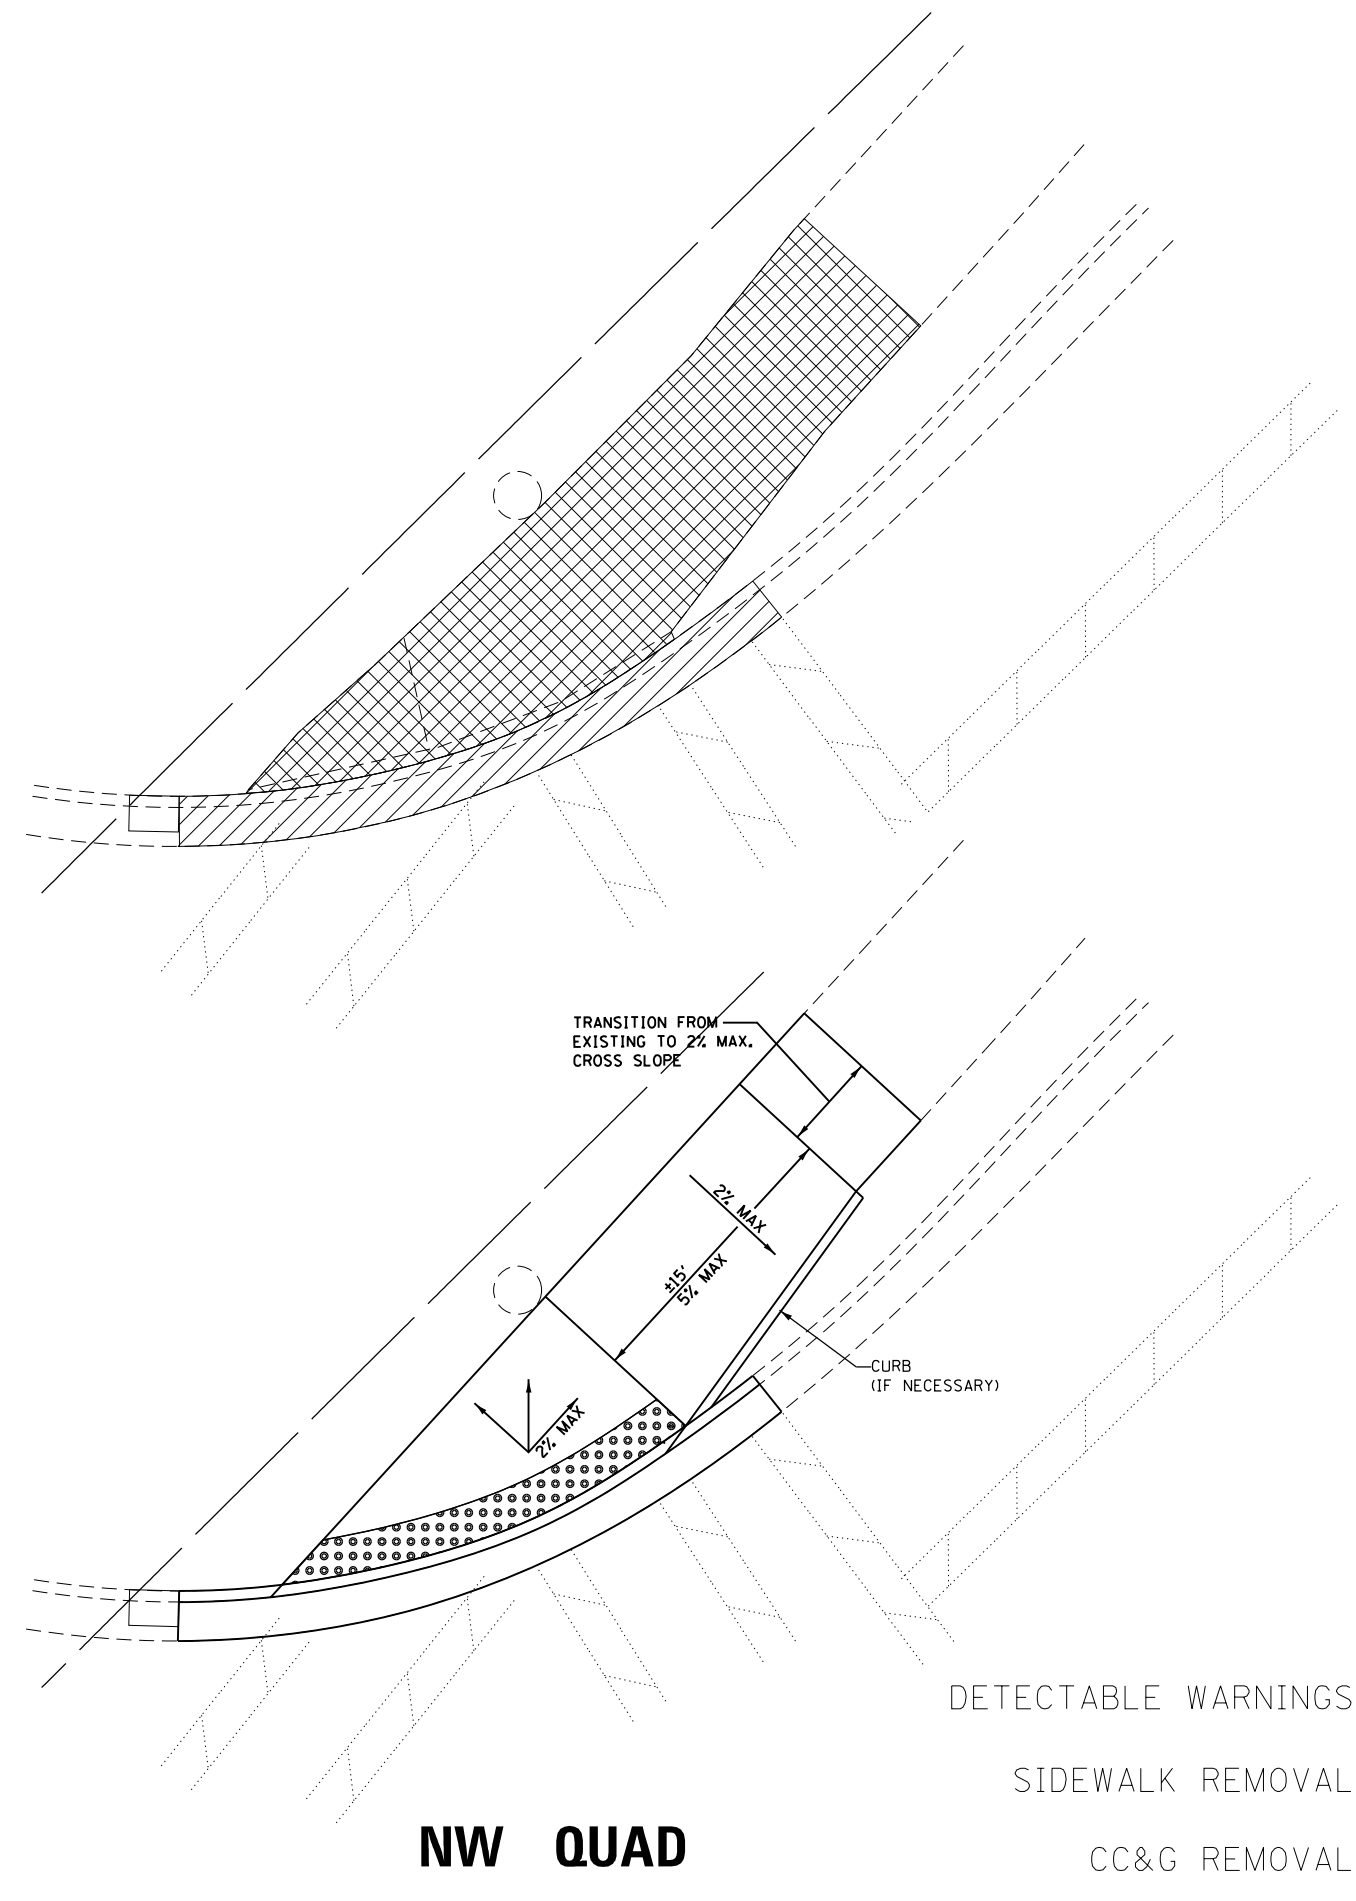 TRANSITION FROM
EXISTING TO 2% MAX.
CROSS SLOPE
2% MAX
±15'
5% MAX
CURB
(IF NECESSARY)
2% MAX
DETECTABLE WARNINGS
SIDEWALK REMOVAL
NW QUAD
CC&G REMOVAL